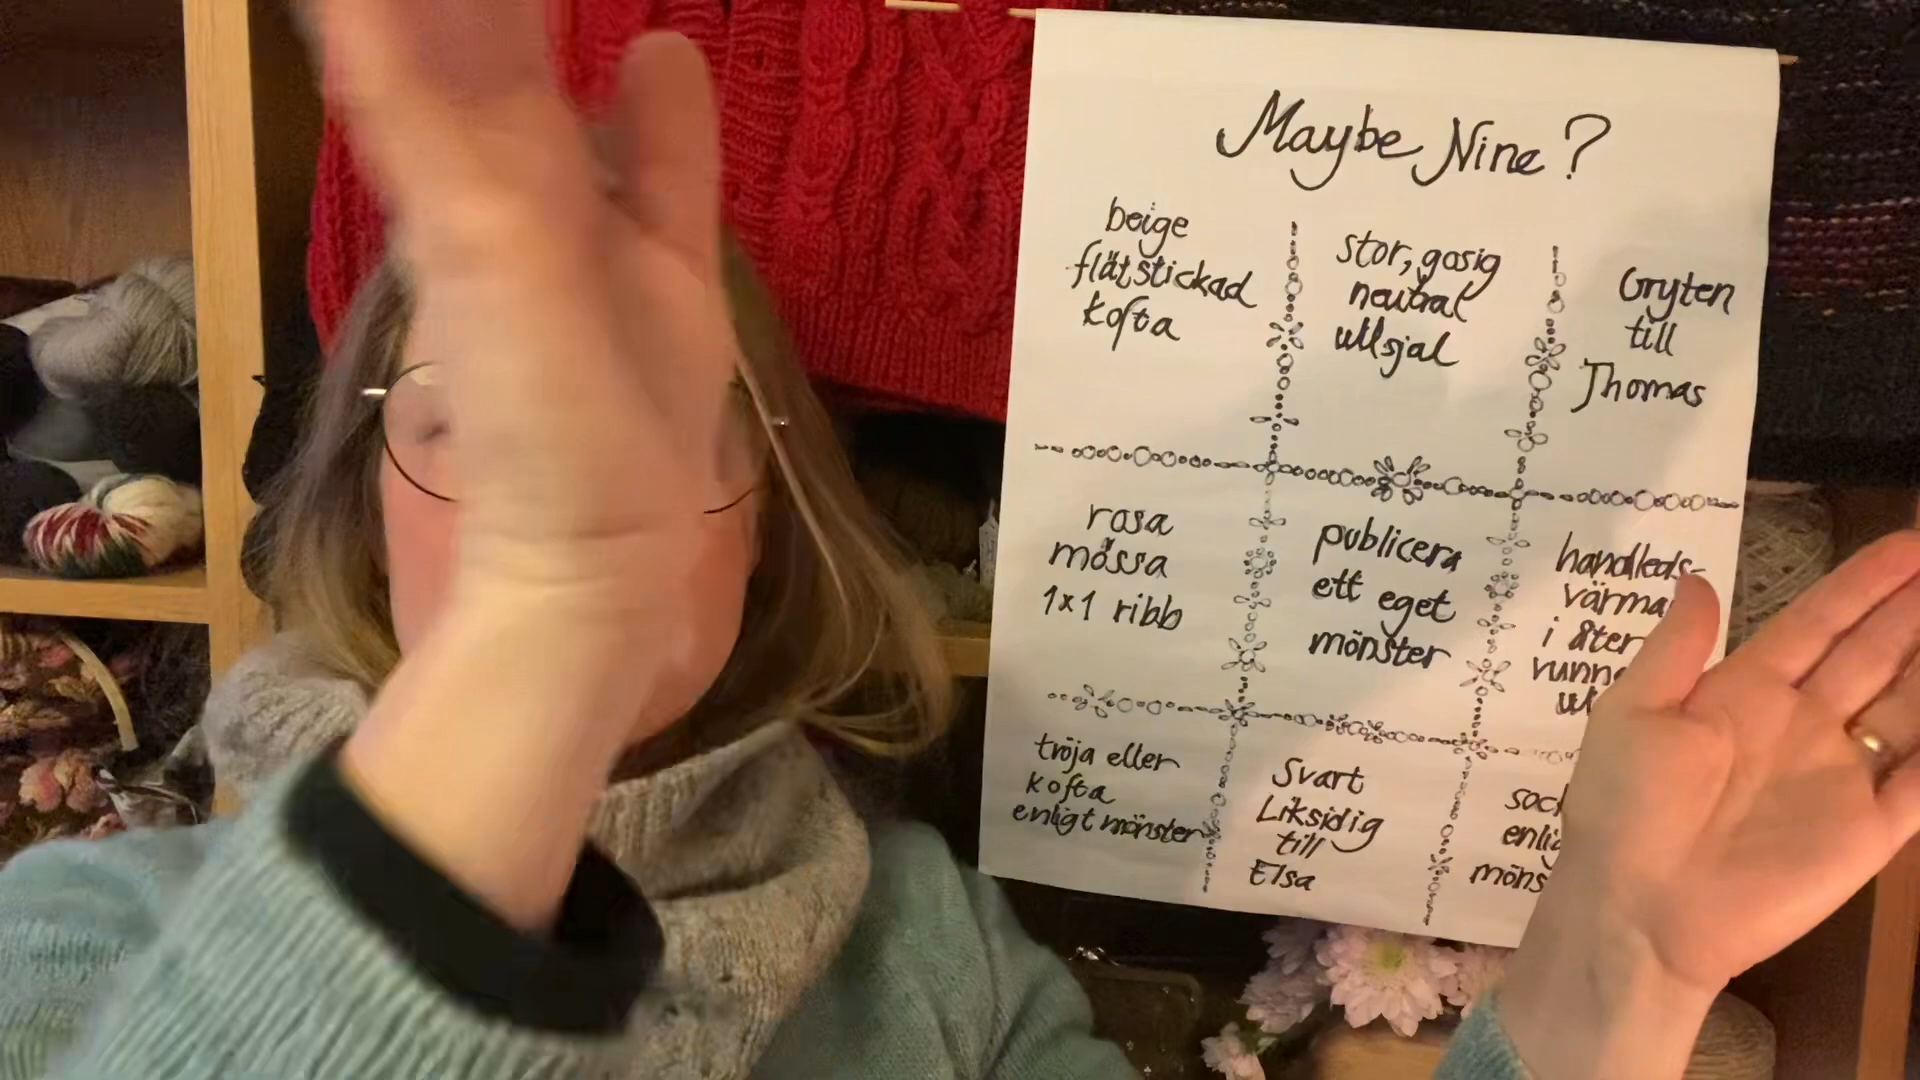 Maybe Nine?
beige
flätstickad
kofta
stor, gosig
neutral
ullsjal
Gryten
till
Thomas
rosa
mössa
1x1 ribb
publicera
ett eget
mönster
handleds-
i åter
tröja eller
kofta
enligt mönster
Svart
Liksidig
till
Elsa